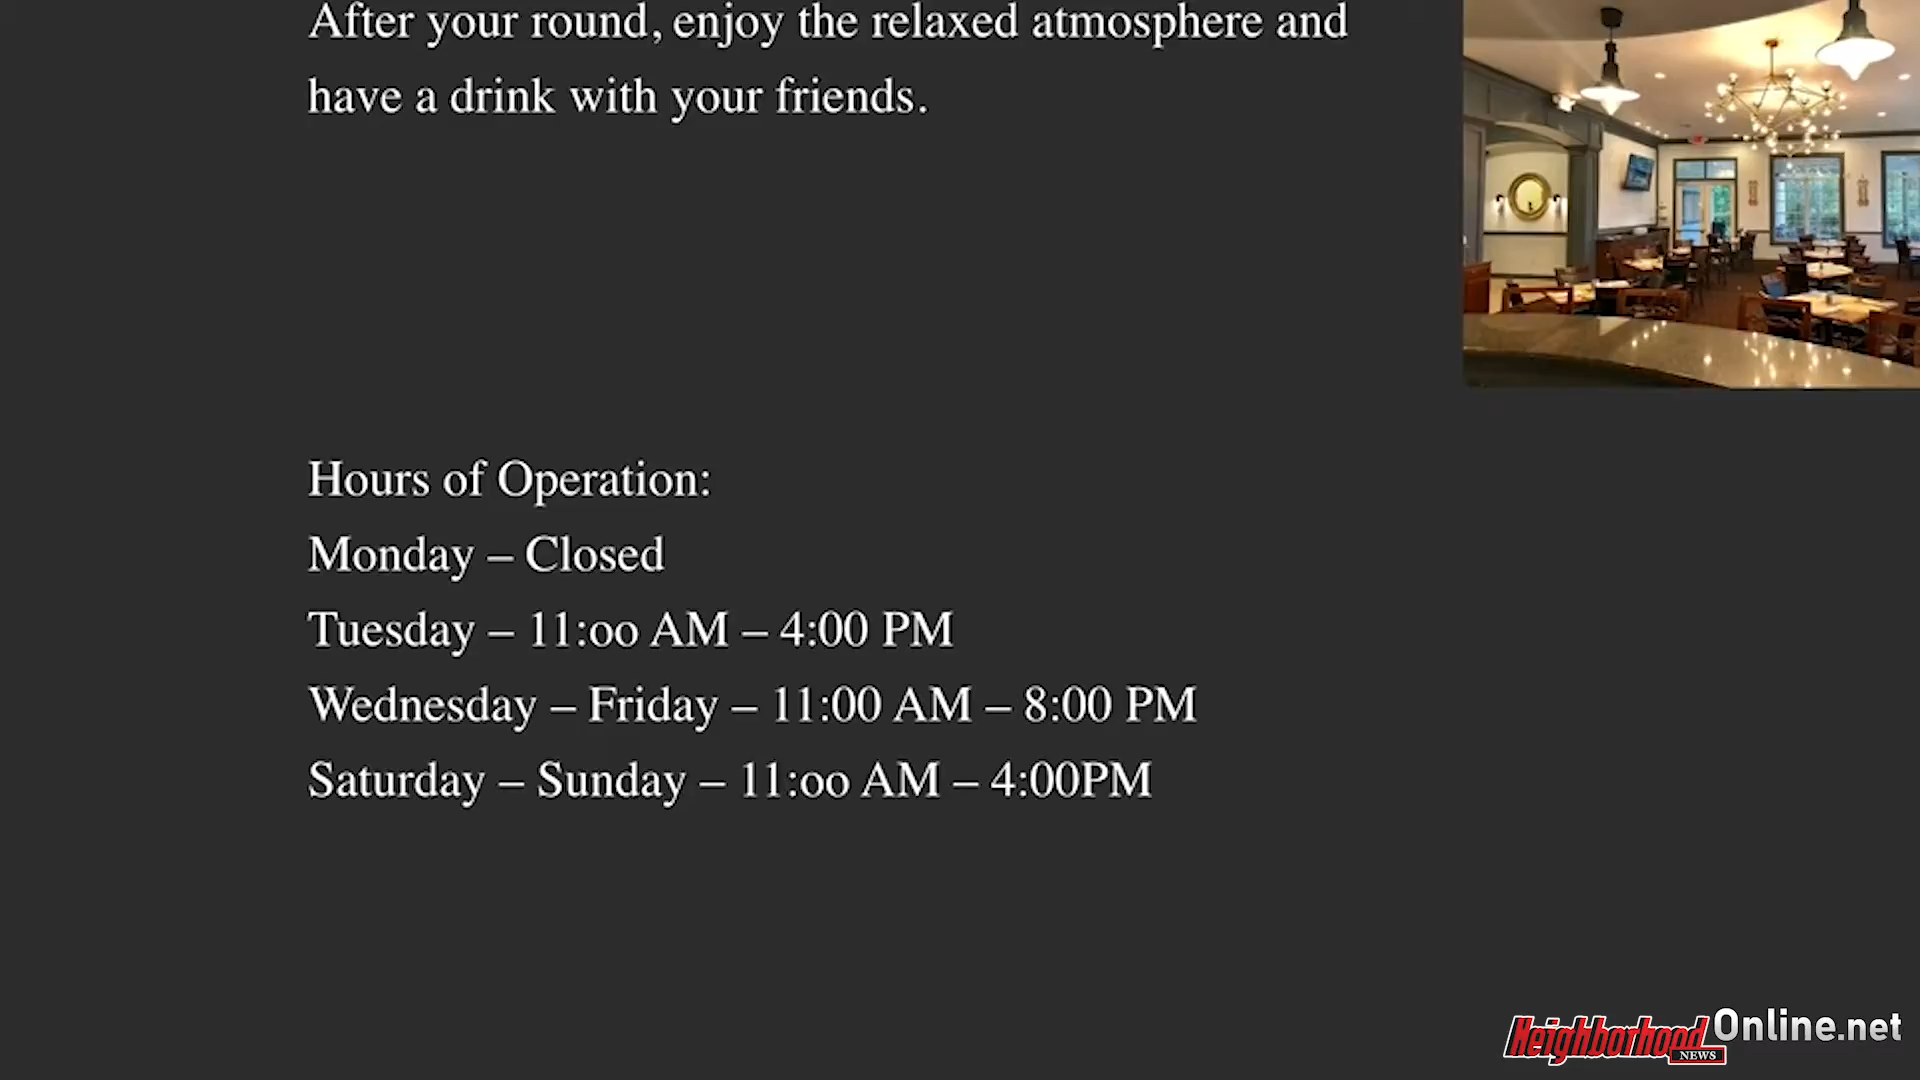 After your round, enjoy the relaxed atmosphere and
have a drink with your friends.
Hours of Operation:
Monday – Closed
Tuesday – 11:oo AM – 4:00 PM
Wednesday – Friday – 11:00 AM – 8:00 PM
Saturday – Sunday – 11:oo AM – 4:00PM
Neighborhood Online.net
NEWS